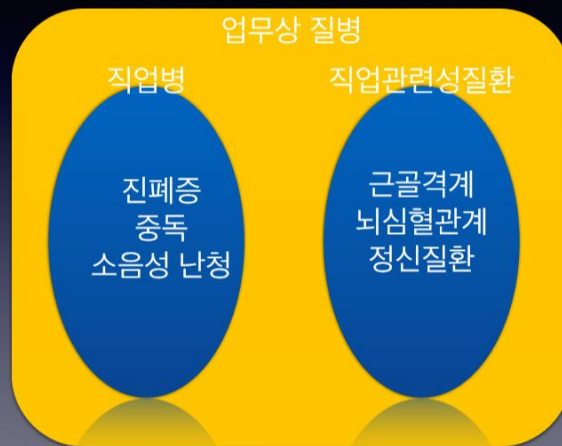 업무상 질병
직업병
직업관련성질환
진폐증
중독
소음성 난청
근골격계
뇌심혈관계
정신질환